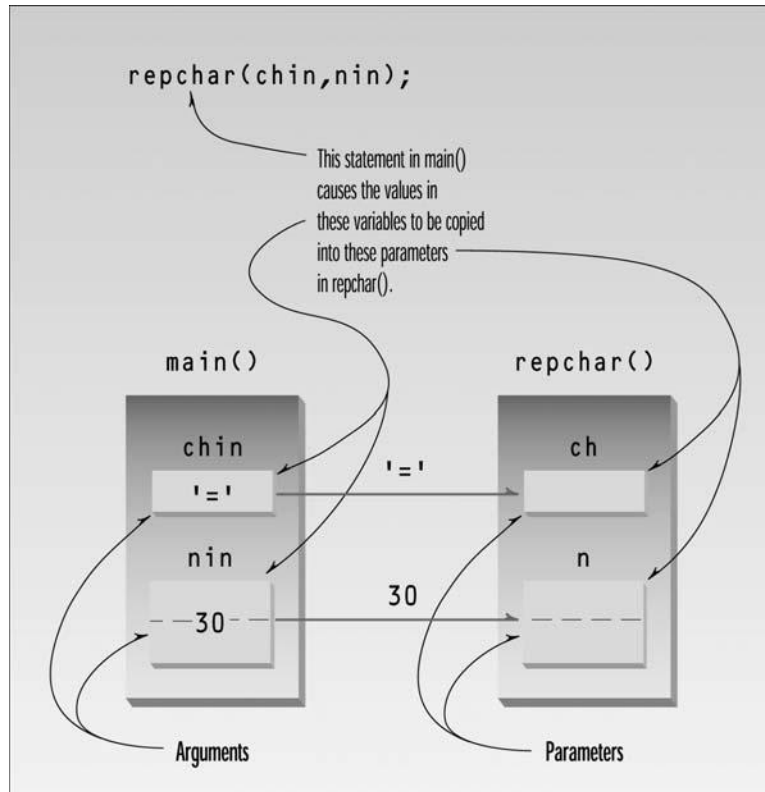 repchar(chin,nin);
This statement in main()
causes the values in
these variables to be copied
into these parameters
in repchar().
main()
repchar()
chin
'='
'='
ch
nin
30
30
n
Arguments
Parameters